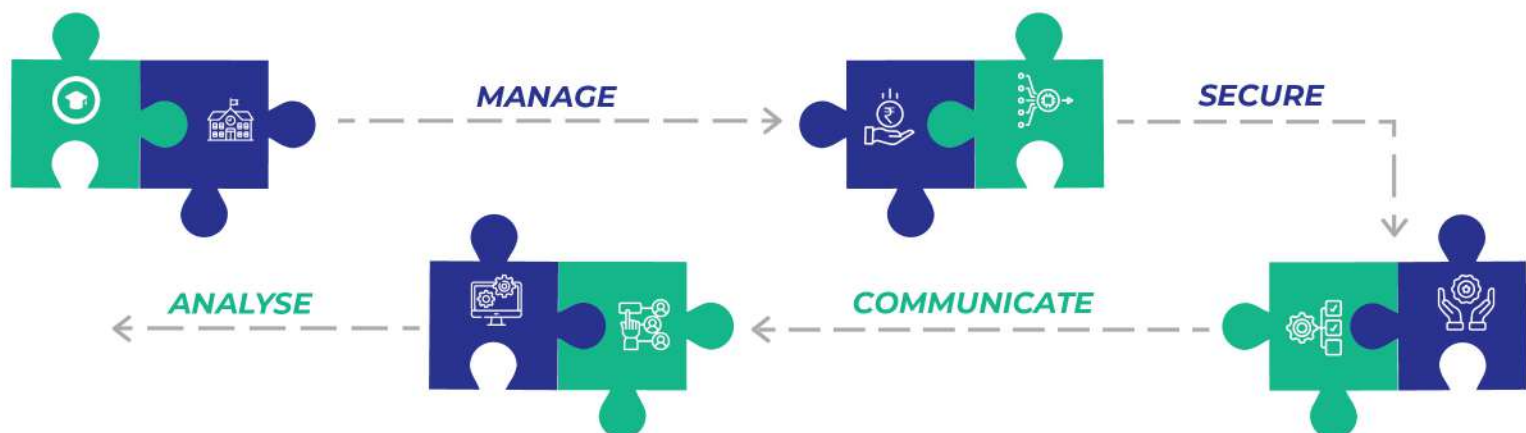 MANAGE
SECURE
COMMUNICATE
ANALYSE
₹